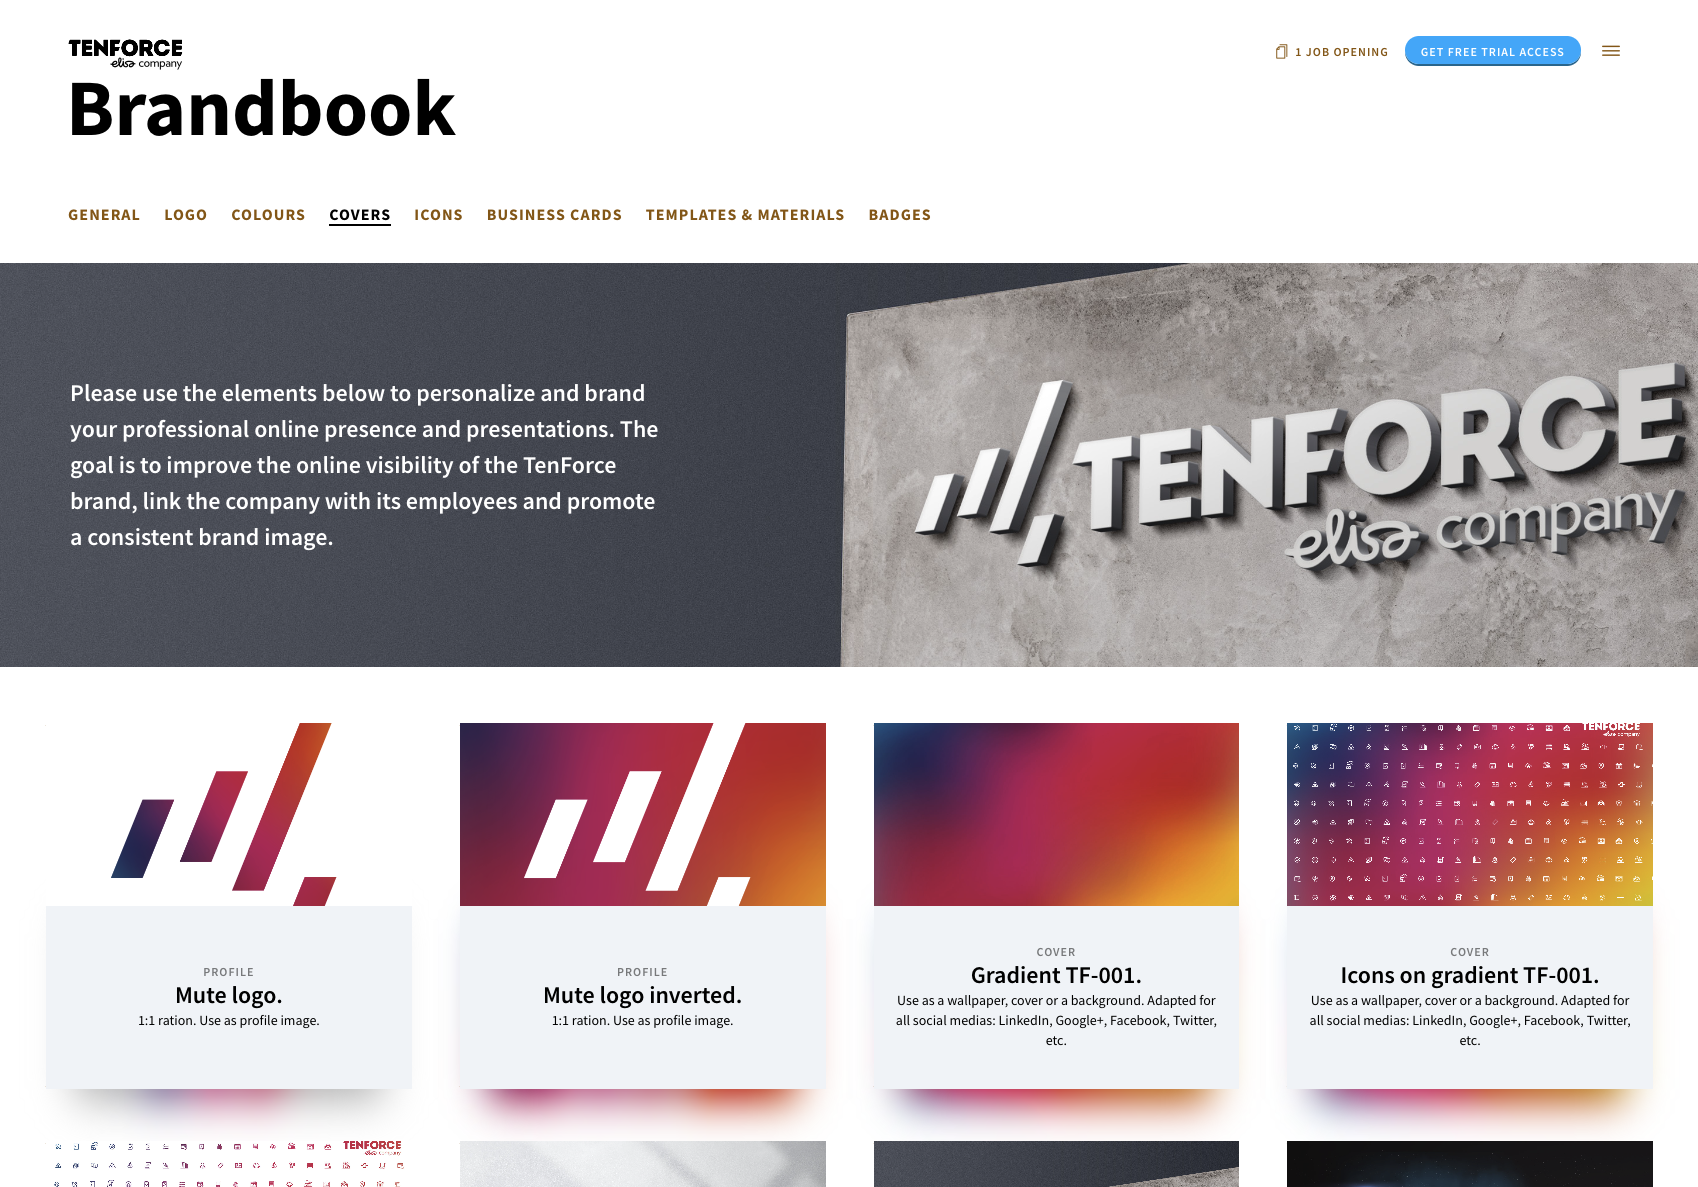 TENFORCE
elisa company
1 JOB OPENING
GET FREE TRIAL ACCESS
Brandbook
GENERAL LOGO COLOURS COVERS ICONS BUSINESS CARDS TEMPLATES & MATERIALS BADGES
Please use the elements below to personalize and brand
your professional online presence and presentations. The
goal is to improve the online visibility of the TenForce
brand, link the company with its employees and promote
a consistent brand image.
TENFORCE
elisa company
TENFORCE
elisa company
PROFILE
Mute logo.
1:1 ration. Use as profile image.
PROFILE
Mute logo inverted.
1:1 ration. Use as profile image.
COVER
Gradient TF-001.
Use as a wallpaper, cover or a background. Adapted for
all social medias: LinkedIn, Google+, Facebook, Twitter,
etc.
COVER
Icons on gradient TF-001.
Use as a wallpaper, cover or a background. Adapted for
all social medias: LinkedIn, Google+, Facebook, Twitter,
etc.
TENFORCE
elisa company